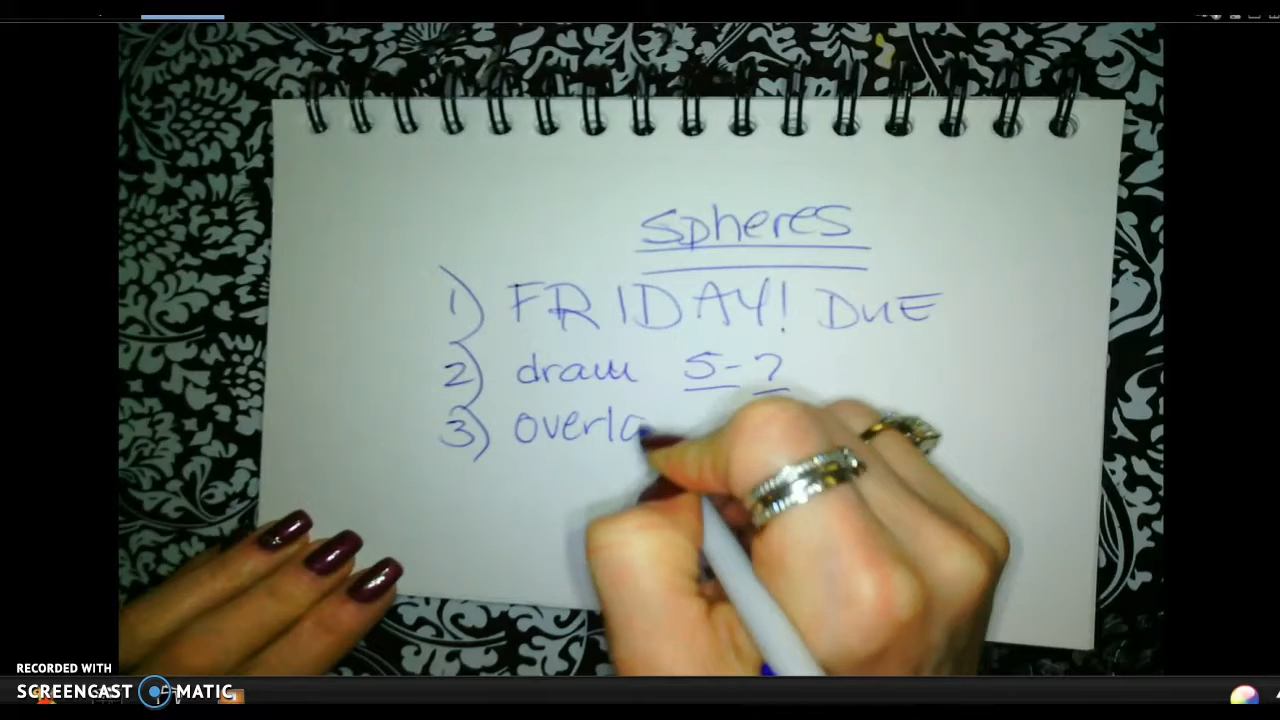 Spheres
1) FRIDAY! DUE
2) draw 5-7
3) overla
RECORDED WITH
SCREENCAST MATIC